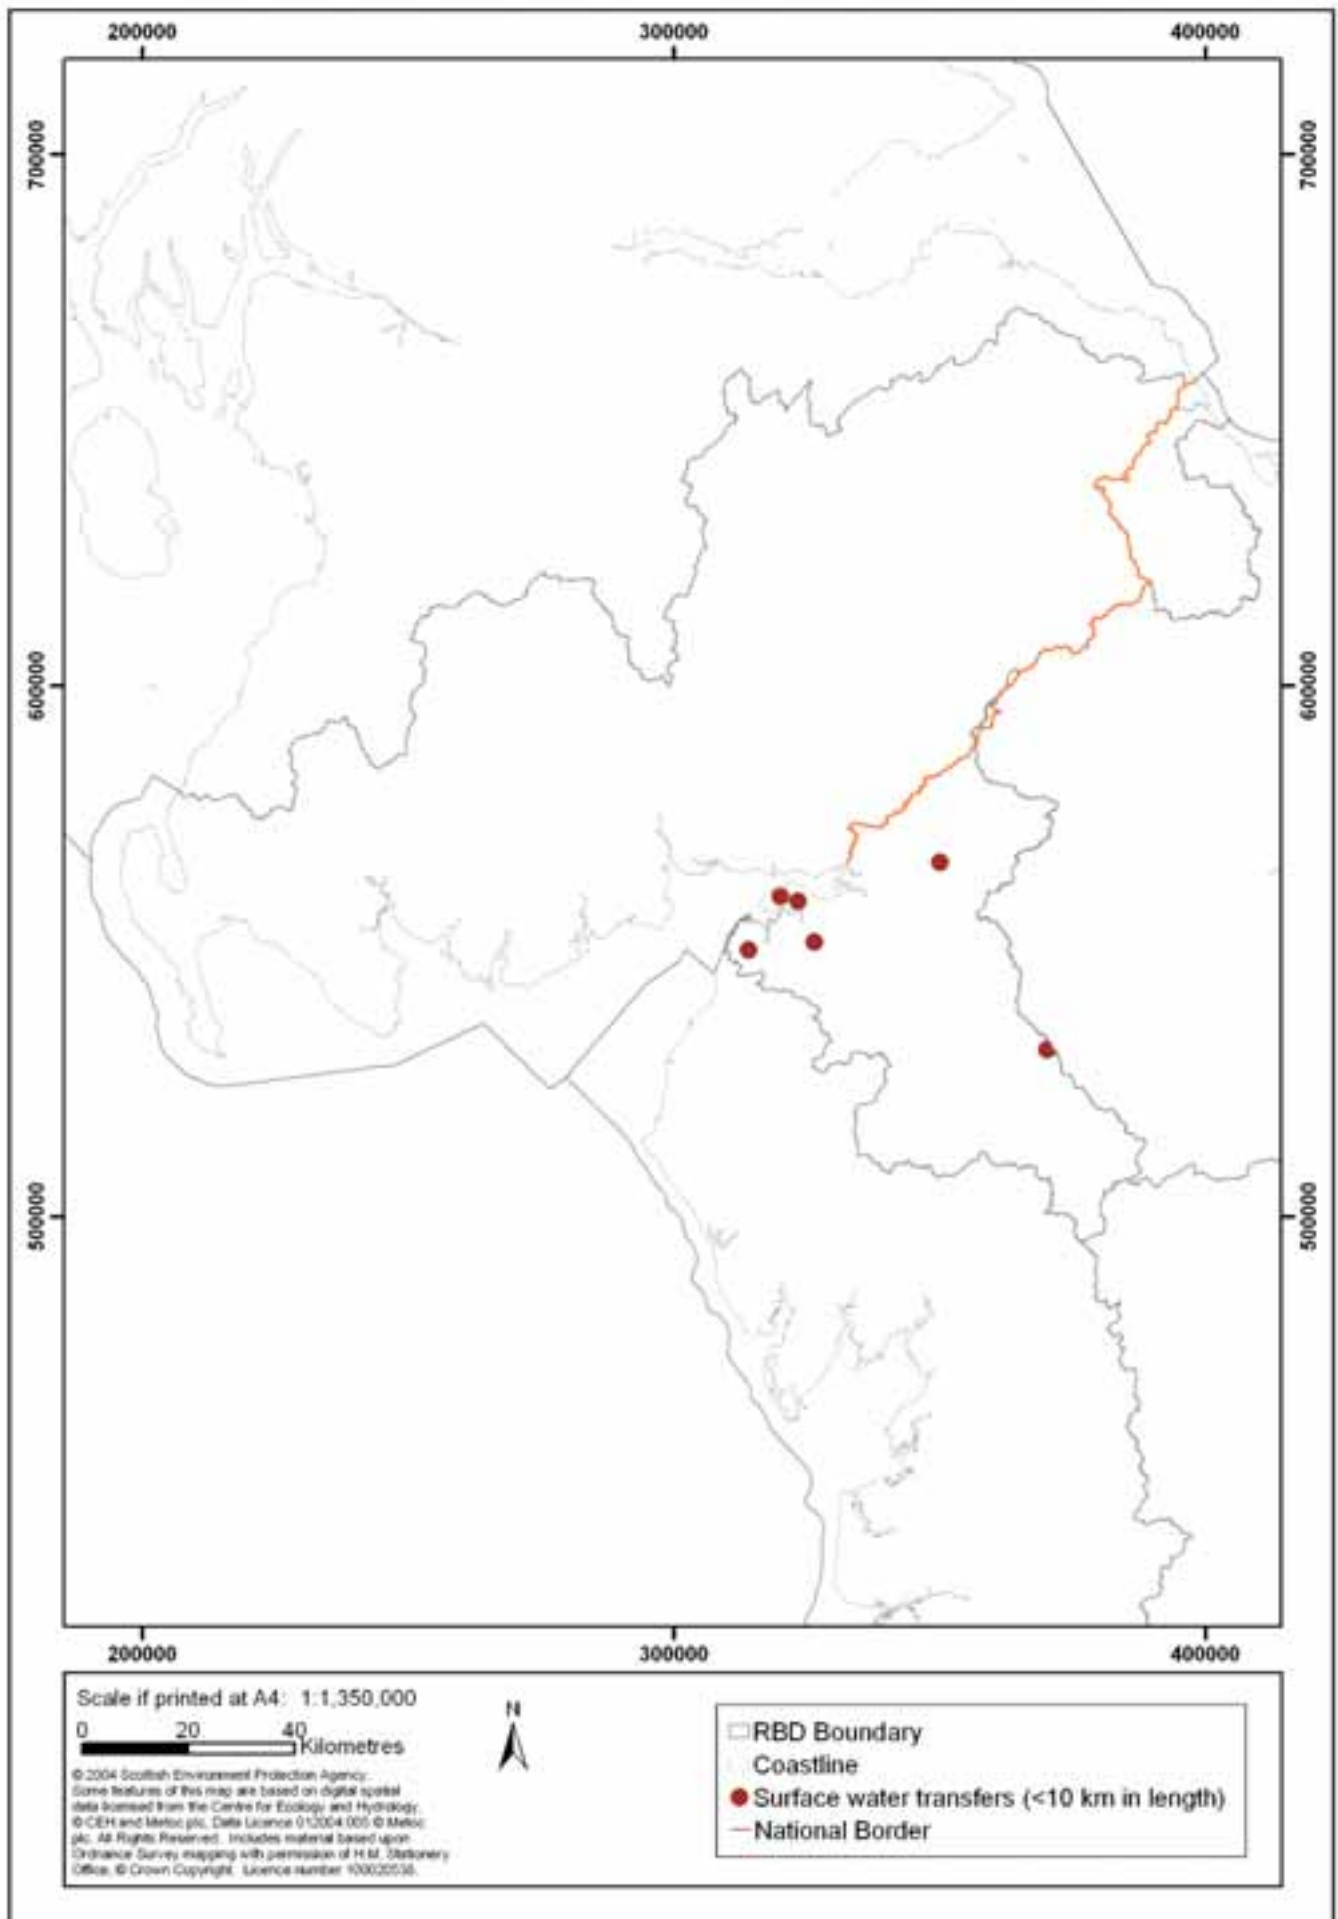 200000 300000 400000
700000 700000
600000 600000
500000 500000
200000 300000 400000
Scale if printed at A4: 1:1,350,000
0 20 40
Kilometres
N
© 2004 Scottish Environment Protection Agency.
Some features of this map are based on digital spatial
data licensed from the Centre for Ecology and Hydrology,
© CEH and Metoc plc, Data Licence 012004.005 © Metoc
plc. All Rights Reserved. Includes material based upon
Ordnance Survey mapping with permission of H.M. Stationery
Office, © Crown Copyright. Licence number
RBD Boundary
Coastline
Surface water transfers (<10 km in length)
National Border